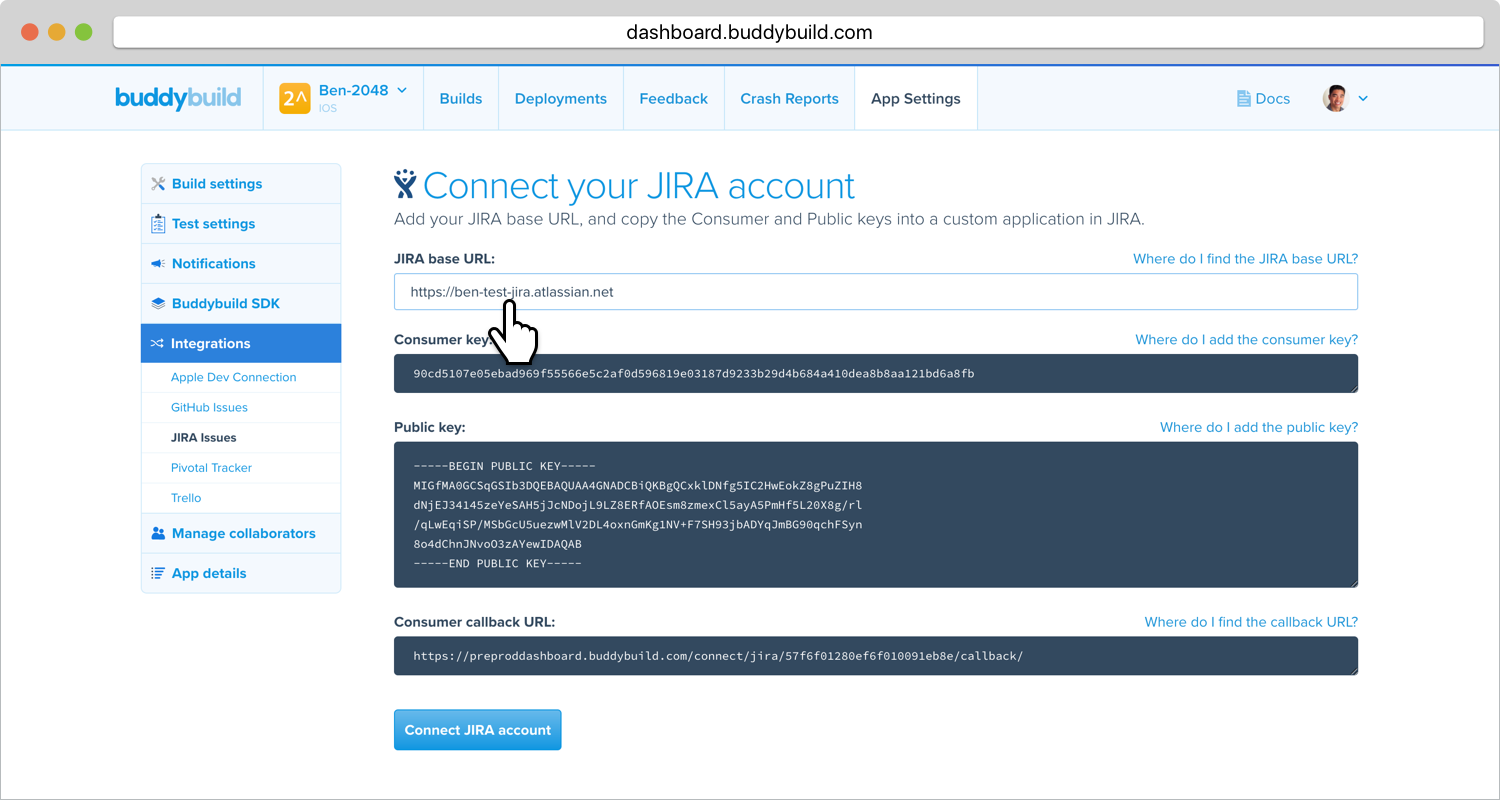 dashboard.buddybuild.com
buddybuild
2^
Ben-2048
IOS
Builds
Deployments
Feedback
Crash Reports
App Settings
Docs
Build settings
Test settings
Notifications
Buddybuild SDK
Integrations
Apple Dev Connection
GitHub Issues
JIRA Issues
Pivotal Tracker
Trello
Manage collaborators
App details
Connect your JIRA account
Add your JIRA base URL, and copy the Consumer and Public keys into a custom application in JIRA.
JIRA base URL:
Where do I find the JIRA base URL?
https://ben-test-jira.atlassian.net
Consumer key:
Where do I add the consumer key?
90cd5107e05ebad969f55566e5c2af0d596819e03187d9233b29d4b684a410dea8b8aa121bd6a8fb
Public key:
Where do I add the public key?
-----BEGIN PUBLIC KEY-----
MIGfMA0GCSqGSIb3DQEBAQUAA4GNADCBiQKBgQCxklDNfg5IC2HwEokZ8gPuZIH8
dNjEJ34145zeYeSAH5jJcNDojL9LZ8ERfAOEsm8zmexCl5ayA5PmHf5L20X8g/rl
/qLwEqiSP/MSbGcU5uezwMlV2DL4oxnGmKg1NV+F7SH93jbADYqJmBG90qchFSyn
8o4dChnJNvoO3zAYewIDAQAB
-----END PUBLIC KEY-----
Consumer callback URL:
Where do I find the callback URL?
https://preproddashboard.buddybuild.com/connect/jira/57f6f01280ef6f010091eb8e/callback/
Connect JIRA account